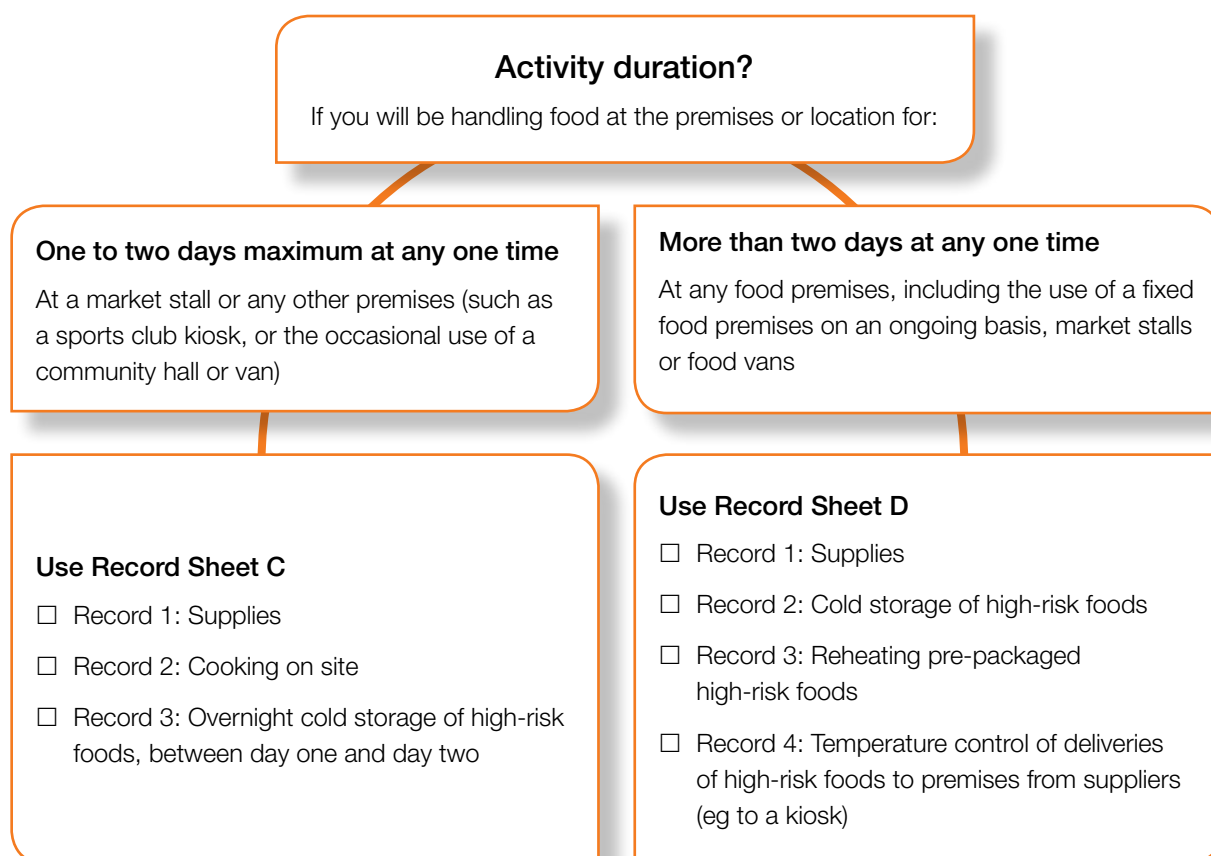 Activity duration?
If you will be handling food at the premises or location for:
One to two days maximum at any one time
At a market stall or any other premises (such as
a sports club kiosk, or the occasional use of a
community hall or van)
More than two days at any one time
At any food premises, including the use of a fixed
food premises on an ongoing basis, market stalls
or food vans
Use Record Sheet C
☐ Record 1: Supplies
☐ Record 2: Cooking on site
☐ Record 3: Overnight cold storage of high-risk
foods, between day one and day two
Use Record Sheet D
☐ Record 1: Supplies
☐ Record 2: Cold storage of high-risk foods
☐ Record 3: Reheating pre-packaged
high-risk foods
☐ Record 4: Temperature control of deliveries
of high-risk foods to premises from suppliers
(eg to a kiosk)